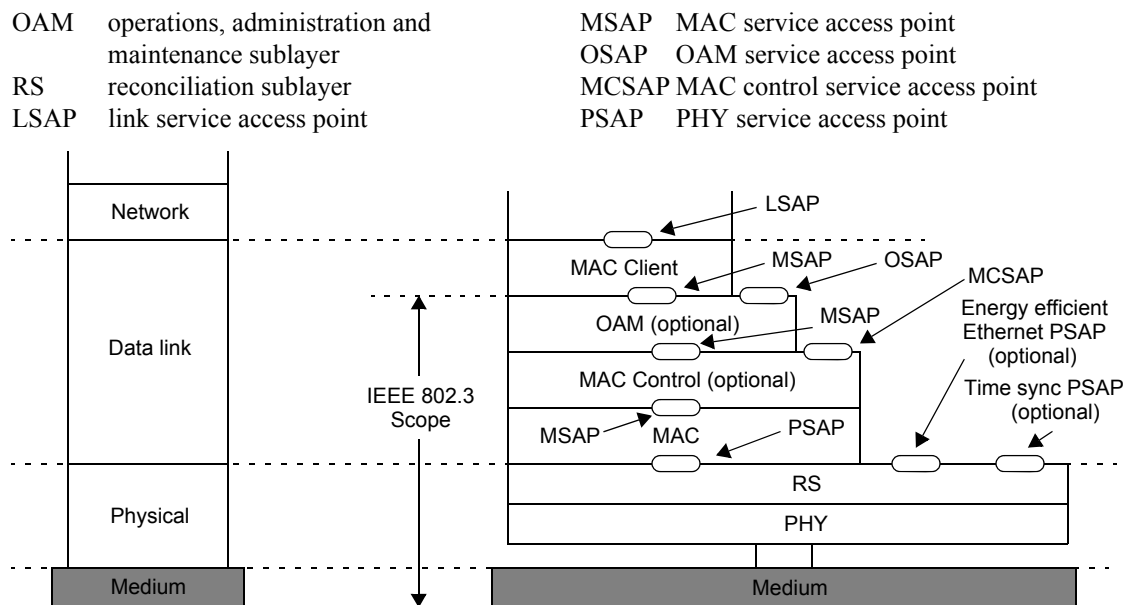 OAM operations, administration and
maintenance sublayer
RS reconciliation sublayer
LSAP link service access point
MSAP MAC service access point
OSAP OAM service access point
MCSAP MAC control service access point
PSAP PHY service access point
Network
Data link
Physical
Medium
IEEE 802.3
Scope
LSAP
MAC Client
MSAP
OSAP
MCSAP
OAM (optional)
MSAP
Energy efficient
Ethernet PSAP
(optional)
MAC Control (optional)
Time sync PSAP
(optional)
MSAP
MAC
PSAP
RS
PHY
Medium